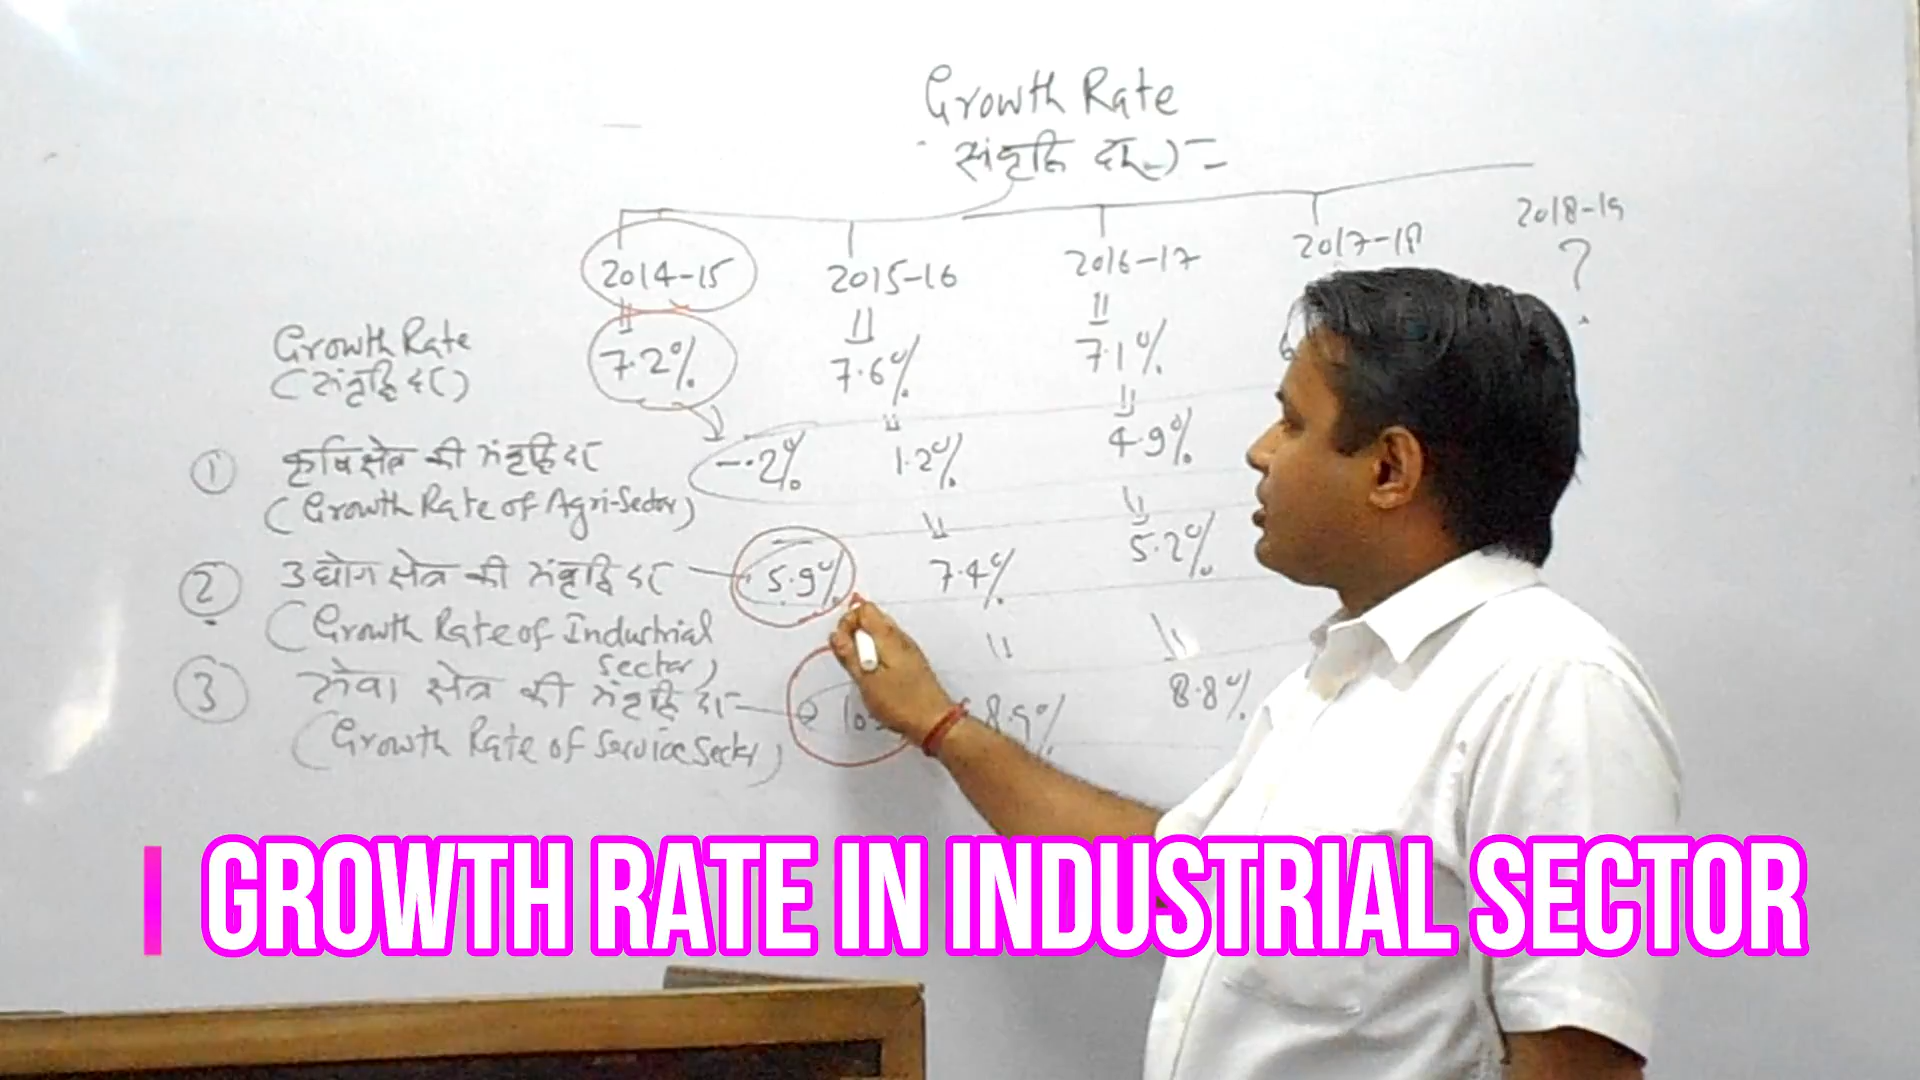 Growth Rate
संवृद्धि दर) =
2014-15 2015-16 2016-17 2017-18 2018-19
?
Growth Rate 7.2% 7.6% 7.1% 6
(संवृद्धि दर)
① कृषि क्षेत्र की संवृद्धि दर -.2% 1.2% 4.9%
(Growth Rate of Agri-Sector)
② उद्योग क्षेत्र की संवृद्धि दर 5.9% 7.4% 5.2%
(Growth Rate of Industrial
Sector)
③ सेवा क्षेत्र की संवृद्धि दर 10 8.9% 8.8%
(Growth Rate of Service Sector)
GROWTH RATE IN INDUSTRIAL SECTOR